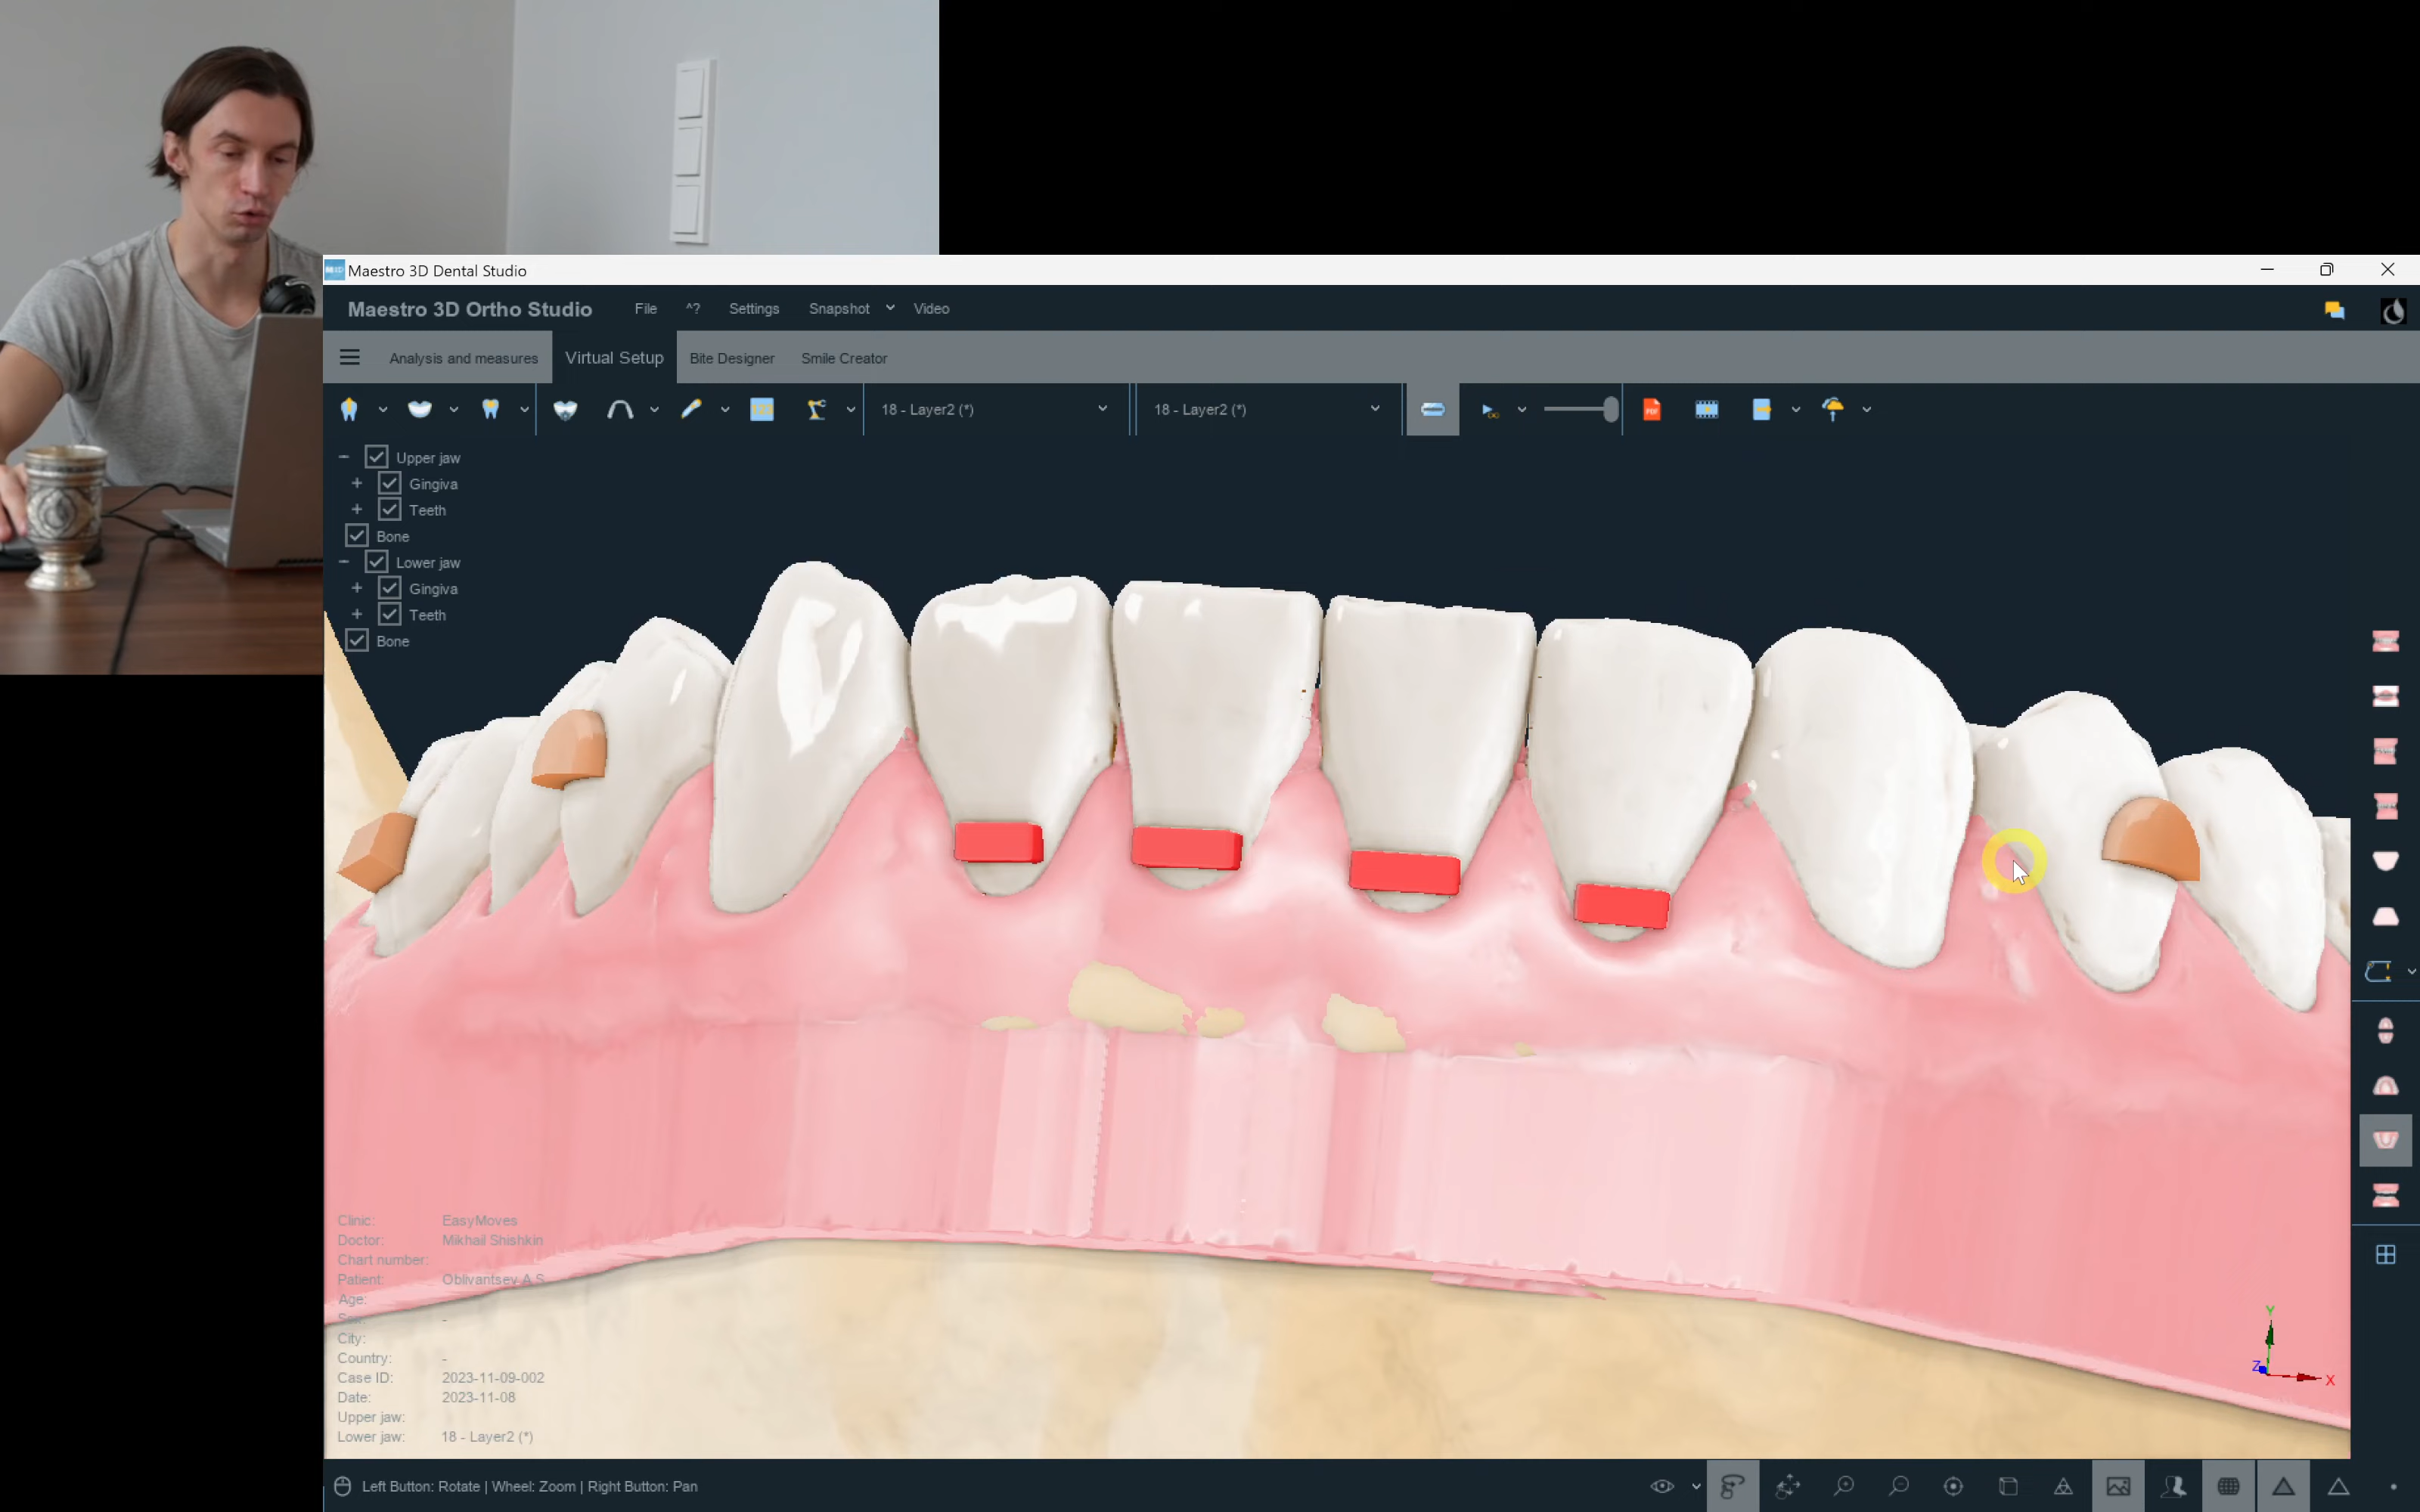 Maestro 3D Dental Studio
Maestro 3D Ortho Studio File ^? Settings Snapshot Video
Analysis and measures Virtual Setup Bite Designer Smile Creator
18 - Layer2 (*) 18 - Layer2 (*) PDF
Upper jaw
Gingiva
Teeth
Bone
Lower jaw
Gingiva
Teeth
Bone
Clinic: EasyMoves
Doctor: Mikhail Shishkin
Chart number:
Patient: Oblivantsev A.S.
Age:
Sex: -
City:
Country: -
Case ID: 2023-11-09-002
Date: 2023-11-08
Upper jaw:
Lower jaw: 18 - Layer2 (*)
Y
Z
X
Left Button: Rotate | Wheel: Zoom | Right Button: Pan